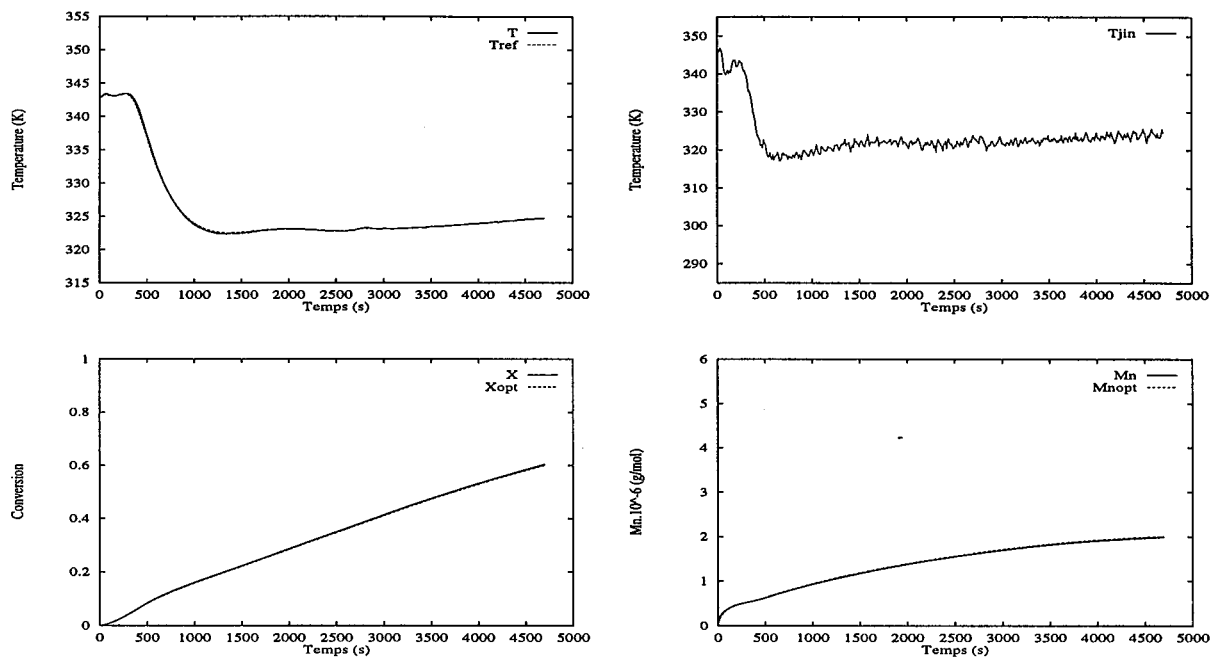 355
350
345
340
335
330
325
320
315
Temperature (K)
T
Tref
0 500 1000 1500 2000 2500 3000 3500 4000 4500 5000
Temps (s)
350
340
330
320
310
300
290
Temperature (K)
Tjin
0 500 1000 1500 2000 2500 3000 3500 4000 4500 5000
Temps (s)
1
0.8
0.6
0.4
0.2
0
Conversion
X
Xopt
0 500 1000 1500 2000 2500 3000 3500 4000 4500 5000
Temps (s)
6
5
4
3
2
1
0
Mn.10^-6 (g/mol)
Mn
Mnopt
0 500 1000 1500 2000 2500 3000 3500 4000 4500 5000
Temps (s)